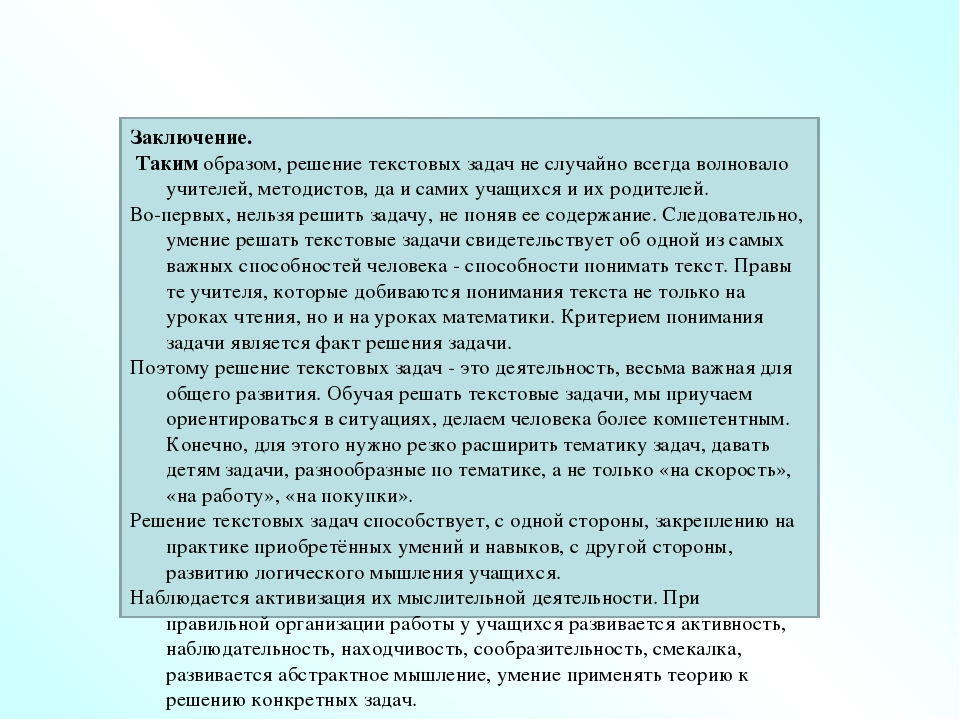 Заключение.
Таким образом, решение текстовых задач не случайно всегда волновало
учителей, методистов, да и самих учащихся и их родителей.
Во-первых, нельзя решить задачу, не поняв ее содержание. Следовательно,
умение решать текстовые задачи свидетельствует об одной из самых
важных способностей человека - способности понимать текст. Правы
те учителя, которые добиваются понимания текста не только на
уроках чтения, но и на уроках математики. Критерием понимания
задачи является факт решения задачи.
Поэтому решение текстовых задач - это деятельность, весьма важная для
общего развития. Обучая решать текстовые задачи, мы приучаем
ориентироваться в ситуациях, делаем человека более компетентным.
Конечно, для этого нужно резко расширить тематику задач, давать
детям задачи, разнообразные по тематике, а не только «на скорость»,
«на работу», «на покупки».
Решение текстовых задач способствует, с одной стороны, закреплению на
практике приобретённых умений и навыков, с другой стороны,
развитию логического мышления учащихся.
Наблюдается активизация их мыслительной деятельности. При
правильной организации работы у учащихся развивается активность,
наблюдательность, находчивость, сообразительность, смекалка,
развивается абстрактное мышление, умение применять теорию к
решению конкретных задач.